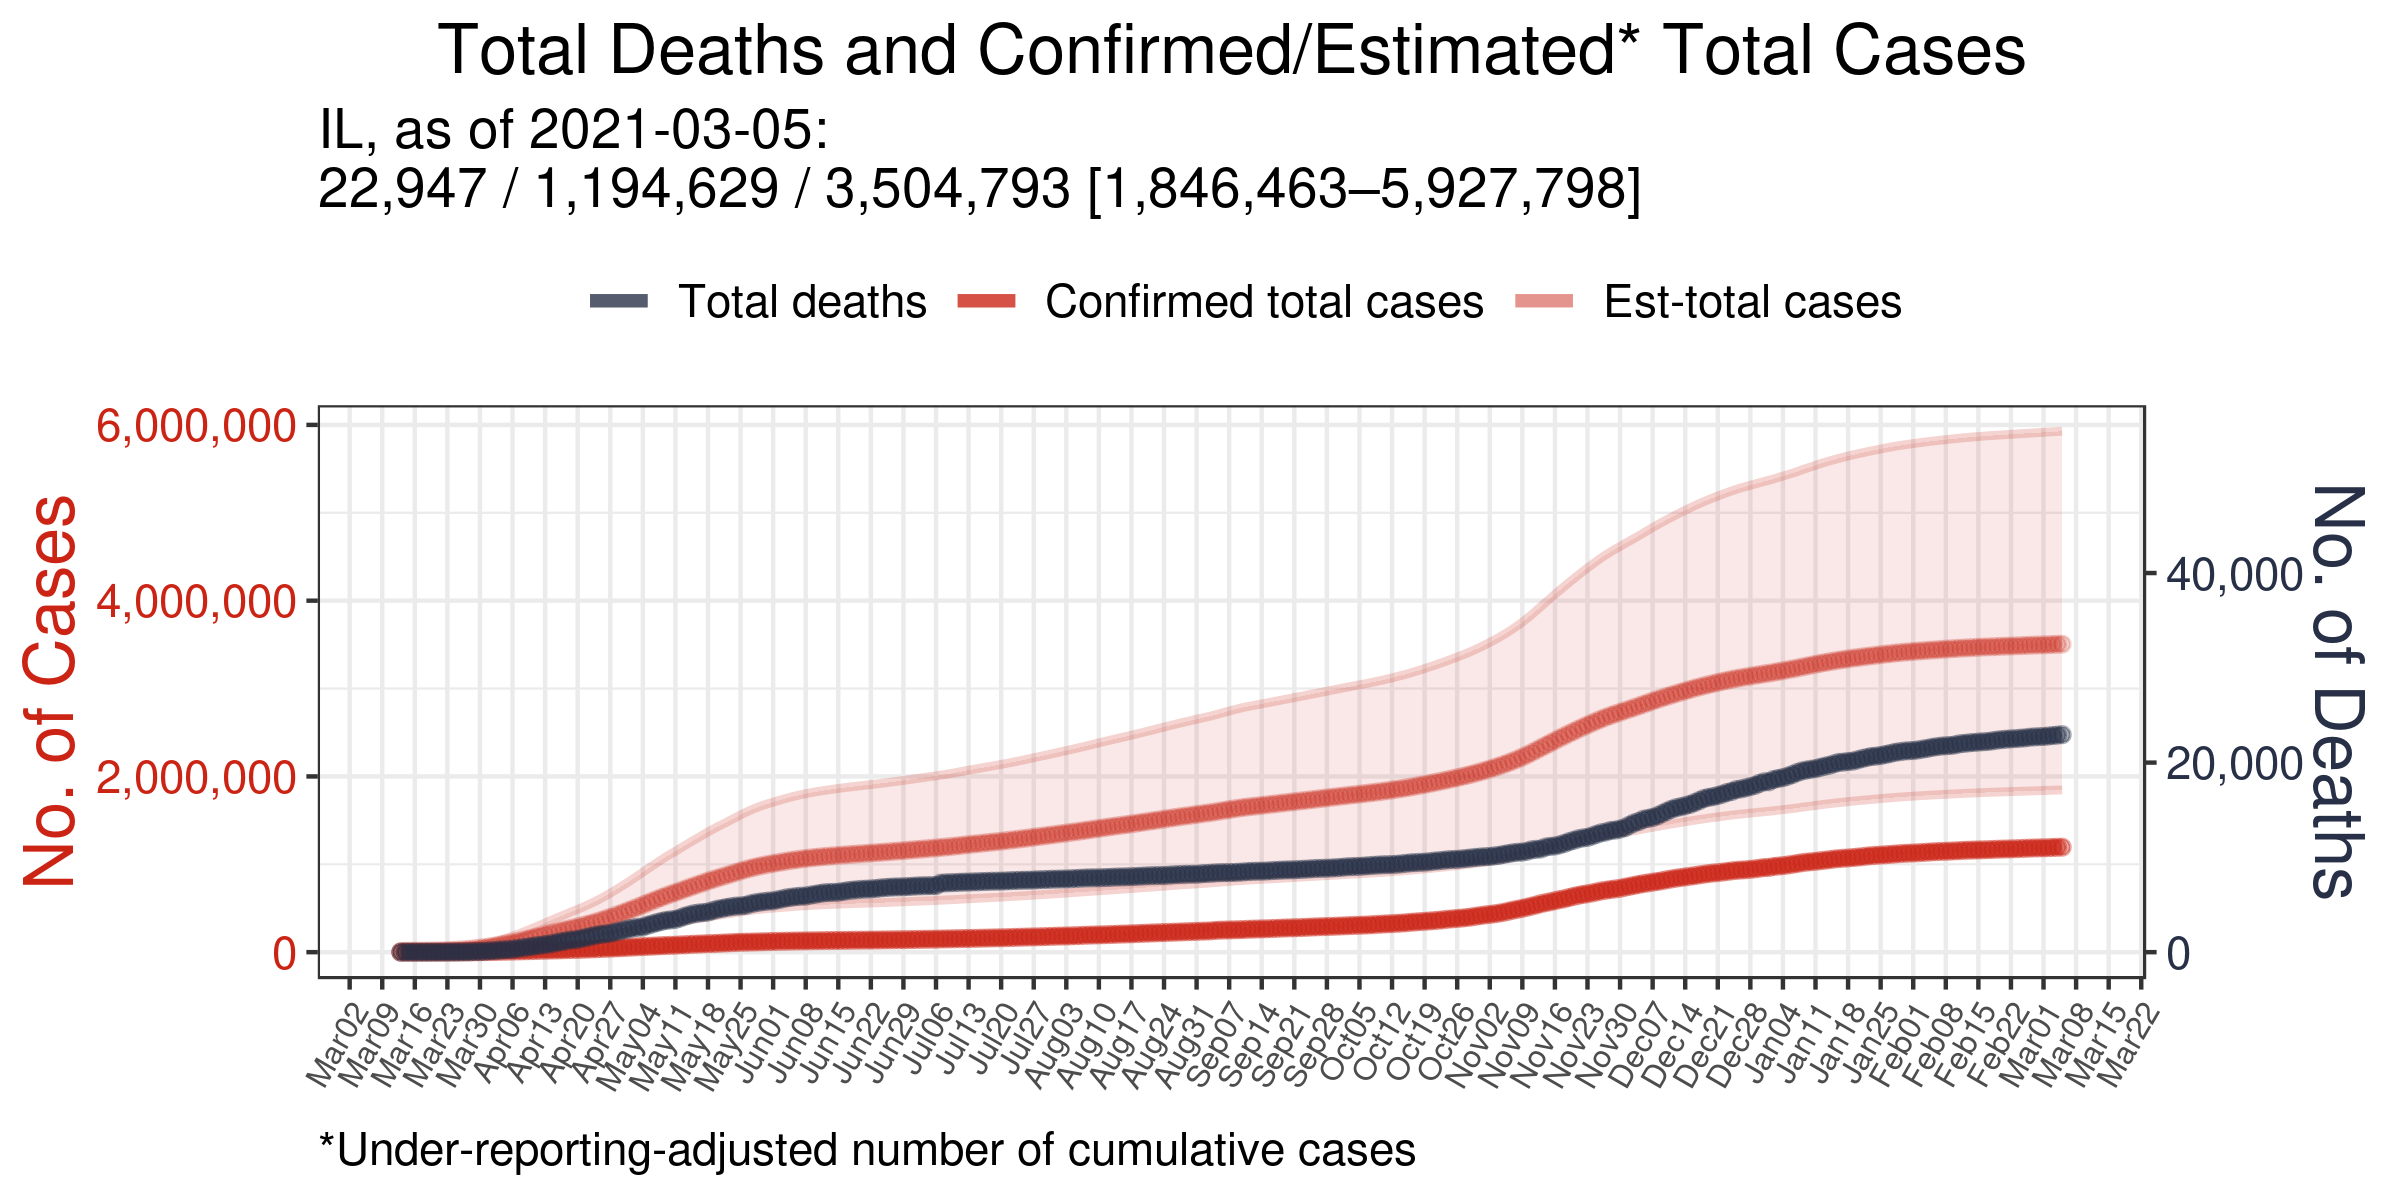 Total Deaths and Confirmed/Estimated* Total Cases
IL, as of 2021-03-05:
22,947 / 1,194,629 / 3,504,793 [1,846,463–5,927,798]
Total deaths
Confirmed total cases
Est-total cases
No. of Cases
6,000,000
4,000,000
2,000,000
0
40,000
20,000
0
No. of Deaths
Mar02
Mar09
Mar16
Mar23
Mar30
Apr06
Apr13
Apr20
Apr27
May04
May11
May18
May25
Jun01
Jun08
Jun15
Jun22
Jun29
Jul06
Jul13
Jul20
Jul27
Aug03
Aug10
Aug17
Aug24
Aug31
Sep07
Sep14
Sep21
Sep28
Oct05
Oct12
Oct19
Oct26
Nov02
Nov09
Nov16
Nov23
Nov30
Dec07
Dec14
Dec21
Dec28
Jan04
Jan11
Jan18
Jan25
Feb01
Feb08
Feb15
Feb22
Mar01
Mar08
Mar15
Mar22
*Under-reporting-adjusted number of cumulative cases